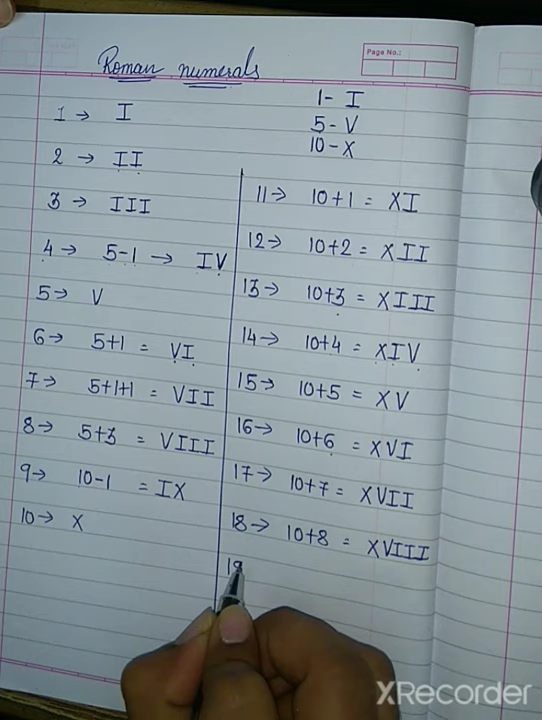 Page No.:
Roman numerals
1 - I
5 - V
10 - X
1 → I
2 → II
3 → III
4 → 5-1 → IV
5 → V
6 → 5+1 = VI
7 → 5+1+1 = VII
8 → 5+3 = VIII
9 → 10-1 = IX
10 → X
11 → 10+1 = XI
12 → 10+2 = XII
13 → 10+3 = XIII
14 → 10+4 = XIV
15 → 10+5 = XV
16 → 10+6 = XVI
17 → 10+7 = XVII
18 → 10+8 = XVIII
19
XRecorder